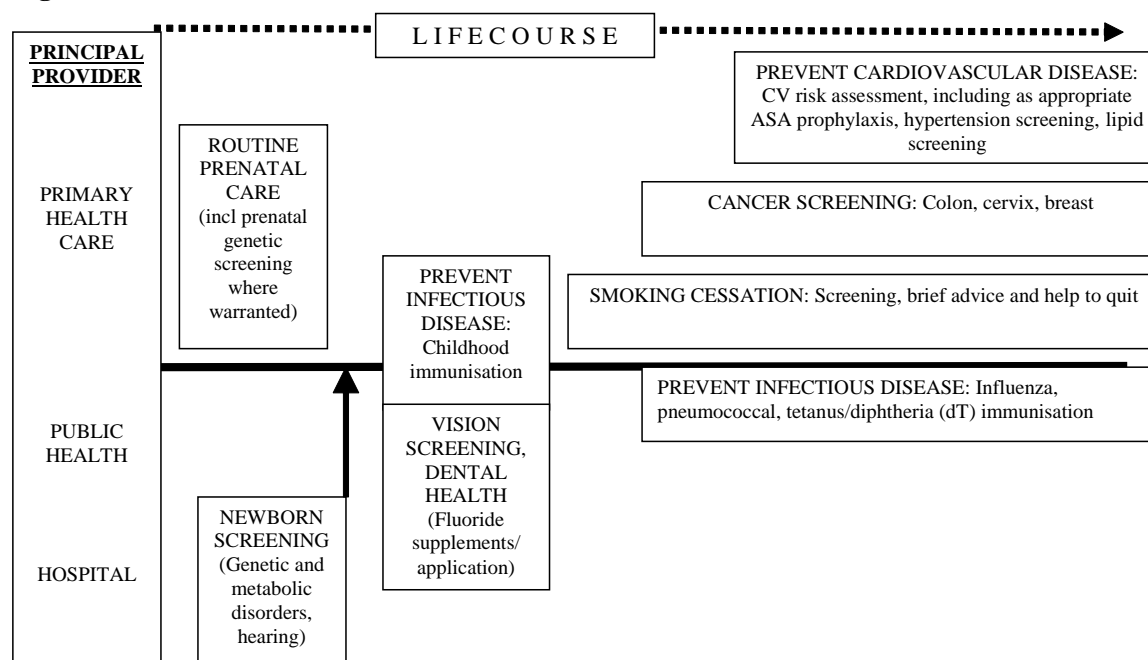 L I F E C O U R S E
PRINCIPAL
PROVIDER
PRIMARY
HEALTH
CARE
PUBLIC
HEALTH
HOSPITAL
ROUTINE
PRENATAL
CARE
(incl prenatal
genetic
screening
where
warranted)
NEWBORN
SCREENING
(Genetic and
metabolic
disorders,
hearing)
PREVENT
INFECTIOUS
DISEASE:
Childhood
immunisation
VISION
SCREENING,
DENTAL
HEALTH
(Fluoride
supplements/
application)
PREVENT CARDIOVASCULAR DISEASE:
CV risk assessment, including as appropriate
ASA prophylaxis, hypertension screening, lipid
screening
CANCER SCREENING: Colon, cervix, breast
SMOKING CESSATION: Screening, brief advice and help to quit
PREVENT INFECTIOUS DISEASE: Influenza,
pneumococcal, tetanus/diphtheria (dT) immunisation